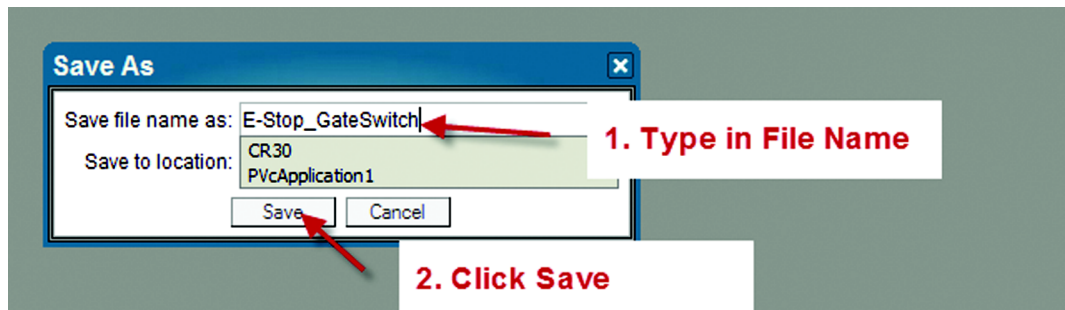 Save As
Save file name as: E-Stop_GateSwitch
1. Type in File Name
Save to location:
CR30
PVcApplication1
Save Cancel
2. Click Save